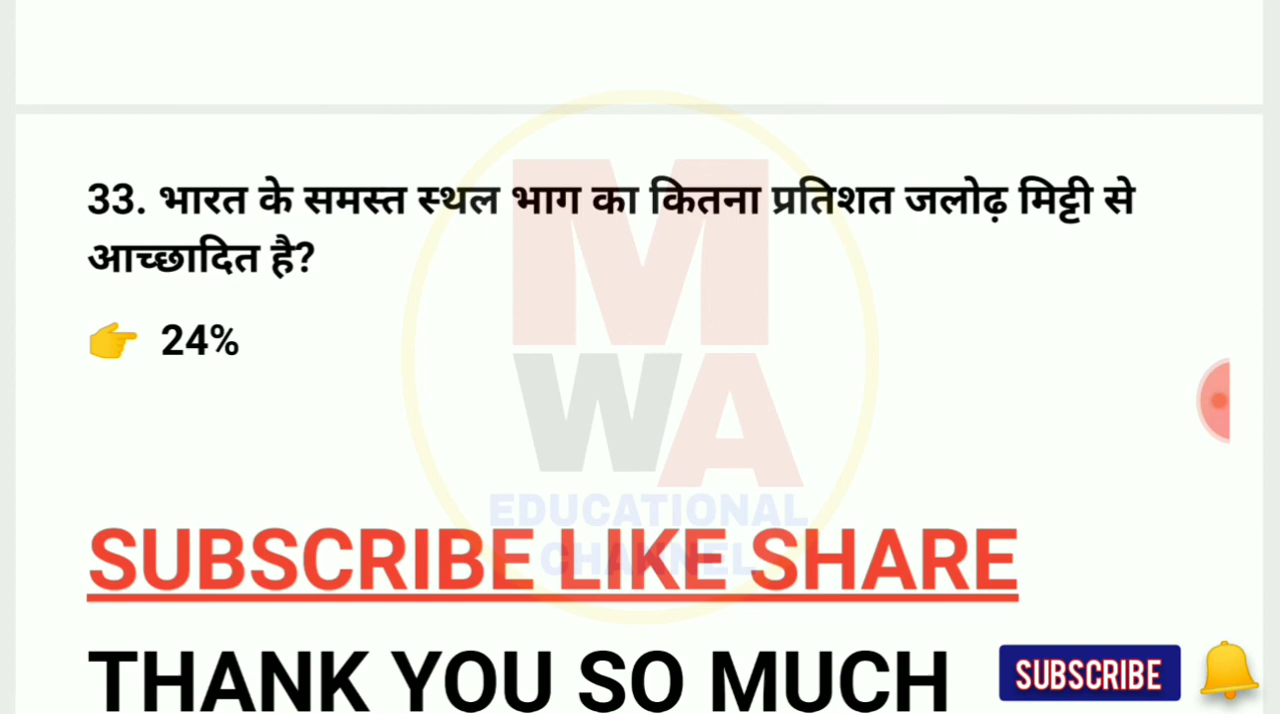 33. भारत के समस्त स्थल भाग का कितना प्रतिशत जलोढ़ मिट्टी से
आच्छादित है?
👉 24%
MWA
EDUCATIONAL
CHANNEL
SUBSCRIBE LIKE SHARE
THANK YOU SO MUCH
SUBSCRIBE